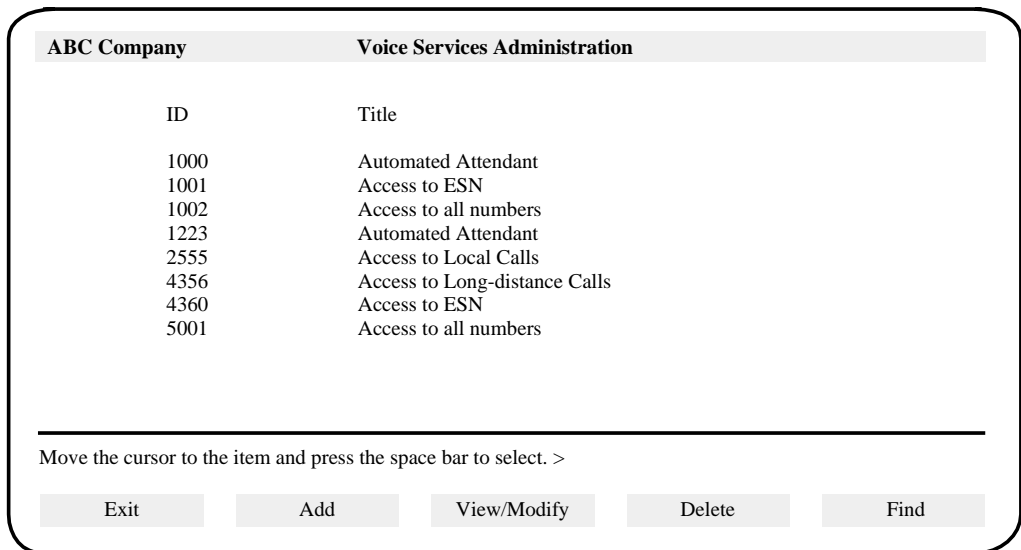 ABC Company Voice Services Administration
ID Title
1000 Automated Attendant
1001 Access to ESN
1002 Access to all numbers
1223 Automated Attendant
2555 Access to Local Calls
4356 Access to Long-distance Calls
4360 Access to ESN
5001 Access to all numbers
Move the cursor to the item and press the space bar to select. >
Exit Add View/Modify Delete Find